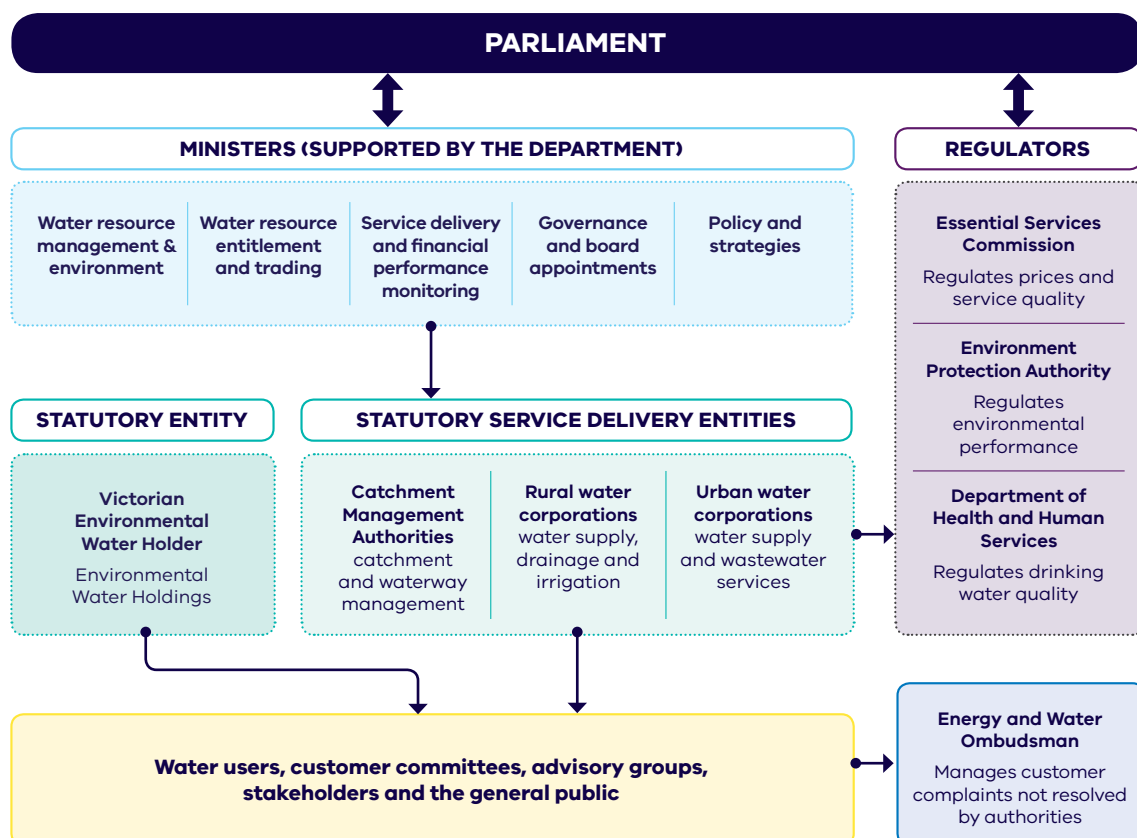 PARLIAMENT
MINISTERS (SUPPORTED BY THE DEPARTMENT)
Water resource
management &
environment
Water resource
entitlement
and trading
Service delivery
and financial
performance
monitoring
Governance
and board
appointments
Policy and
strategies
REGULATORS
Essential Services
Commission
Regulates prices and
service quality
Environment
Protection Authority
Regulates
environmental
performance
Department of
Health and Human
Services
Regulates drinking
water quality
STATUTORY ENTITY
Victorian
Environmental
Water Holder
Environmental
Water Holdings
STATUTORY SERVICE DELIVERY ENTITIES
Catchment
Management
Authorities
catchment
and waterway
management
Rural water
corporations
water supply,
drainage and
irrigation
Urban water
corporations
water supply
and wastewater
services
Water users, customer committees, advisory groups,
stakeholders and the general public
Energy and Water
Ombudsman
Manages customer
complaints not resolved
by authorities